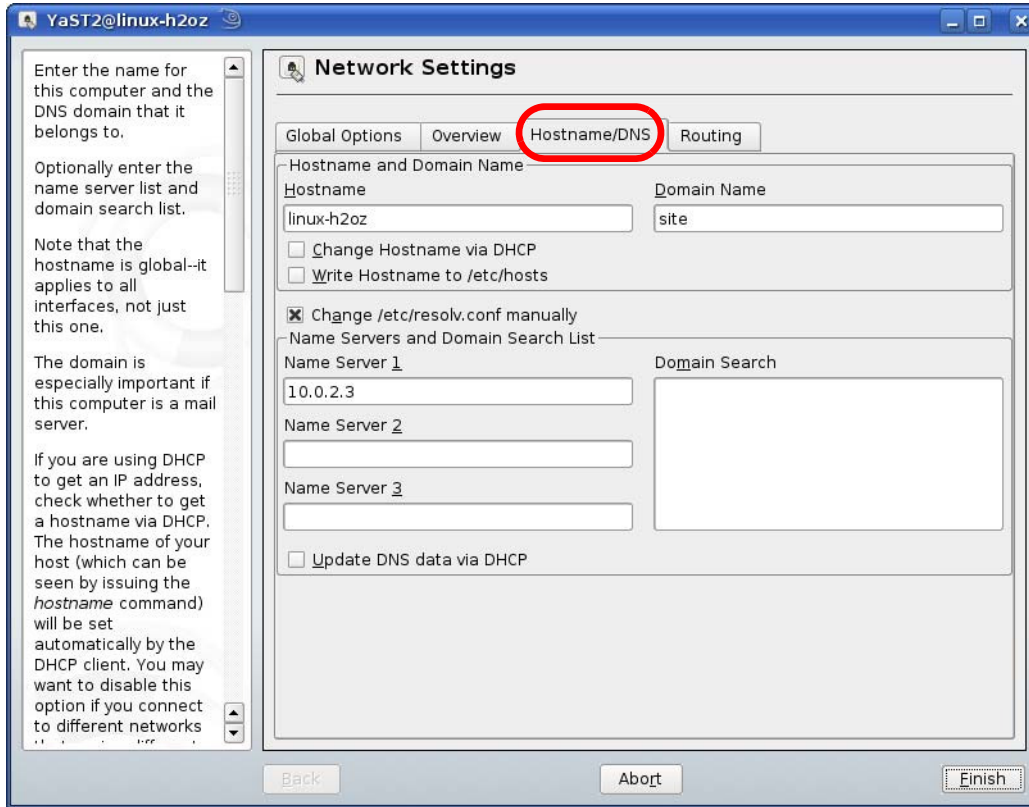 YaST2@linux-h2oz
Enter the name for
this computer and the
DNS domain that it
belongs to.
Optionally enter the
name server list and
domain search list.
Note that the
hostname is global--it
applies to all
interfaces, not just
this one.
The domain is
especially important if
this computer is a mail
server.
If you are using DHCP
to get an IP address,
check whether to get
a hostname via DHCP.
The hostname of your
host (which can be
seen by issuing the
hostname command)
will be set
automatically by the
DHCP client. You may
want to disable this
option if you connect
to different networks
Network Settings
Global Options Overview Hostname/DNS Routing
Hostname and Domain Name
Hostname Domain Name
linux-h2oz site
Change Hostname via DHCP
Write Hostname to /etc/hosts
Change /etc/resolv.conf manually
Name Servers and Domain Search List
Name Server 1 Domain Search
10.0.2.3
Name Server 2
Name Server 3
Update DNS data via DHCP
Back Abort Finish